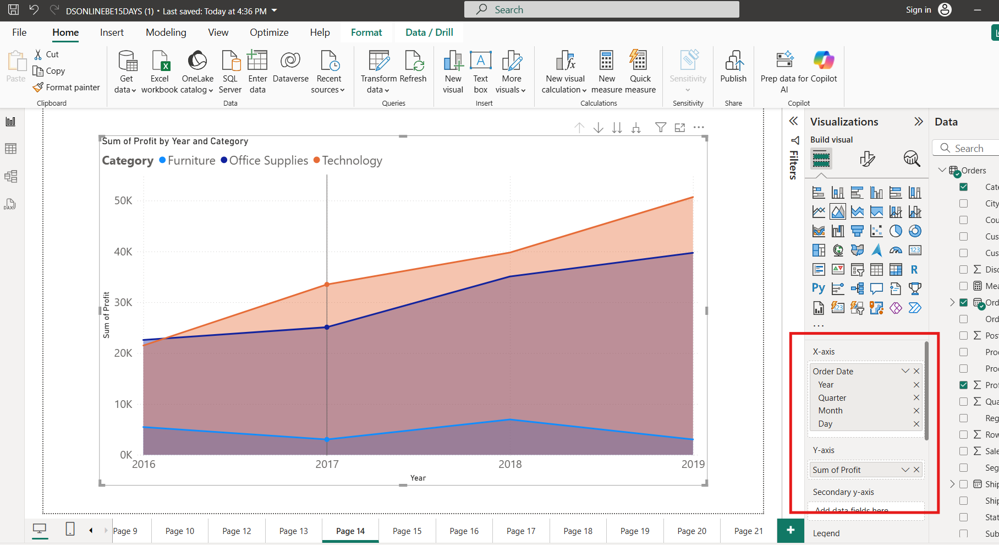 DSONLINEBE15DAYS (1) • Last saved: Today at 4:36 PM
Search
Sign in
File
Home
Insert
Modeling
View
Optimize
Help
Format
Data / Drill
Paste
Cut
Copy
Format painter
Clipboard
Get data
Excel workbook
OneLake catalog
SQL Server
Enter data
Dataverse
Recent sources
Data
Transform data
Refresh
Queries
New visual
Text box
More visuals
Insert
New visual calculation
New measure
Quick measure
Calculations
Sensitivity
Sensitivity
Publish
Share
Prep data for AI
Copilot
Copilot
Sum of Profit by Year and Category
Category Furniture Office Supplies Technology
50K
40K
30K
20K
10K
0K
Sum of Profit
2016 2017 2018 2019
Year
Filters
Visualizations
Build visual
X-axis
Order Date
Year
Quarter
Month
Day
Y-axis
Sum of Profit
Secondary y-axis
Add data fields here
Legend
Data
Search
Orders
Cate
City
Cou
Cus
Cus
Disc
Mea
Ord
Ord
Post
Prod
Prod
Prof
Qua
Reg
Row
Sale
Seg
Ship
Ship
Stat
Sub
Page 9
Page 10
Page 12
Page 13
Page 14
Page 15
Page 16
Page 17
Page 18
Page 19
Page 20
Page 21